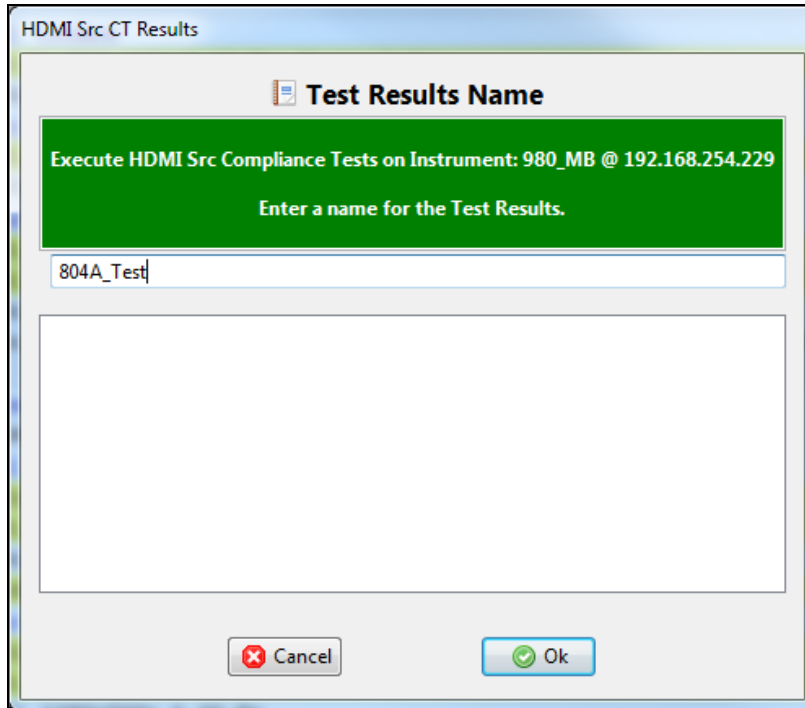 HDMI Src CT Results
Test Results Name
Execute HDMI Src Compliance Tests on Instrument: 980_MB @ 192.168.254.229
Enter a name for the Test Results.
804A_Test
Cancel
Ok